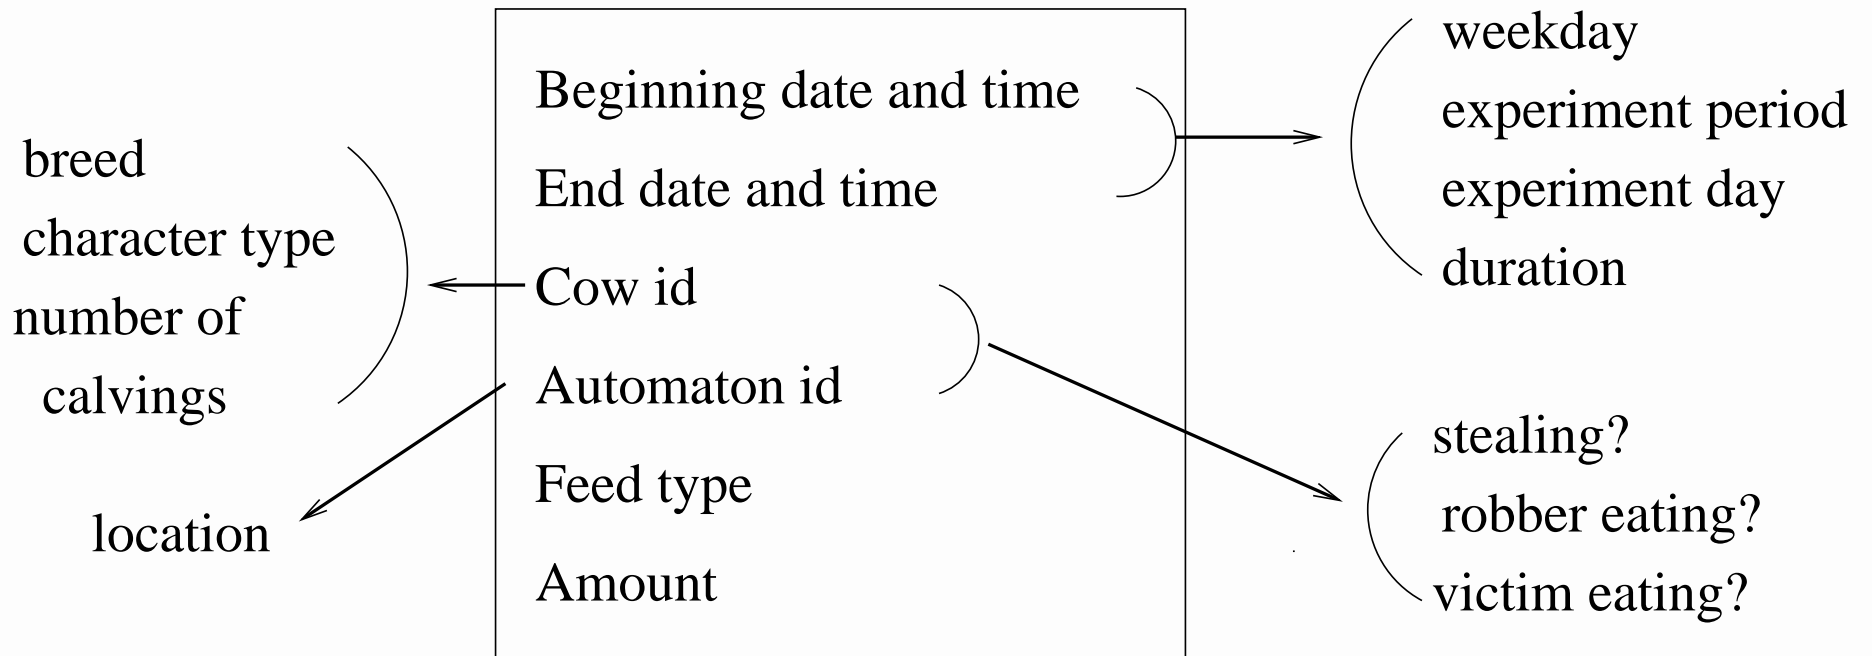 breed
character type
number of
calvings
location
Beginning date and time
End date and time
Cow id
Automaton id
Feed type
Amount
weekday
experiment period
experiment day
duration
stealing?
robber eating?
victim eating?